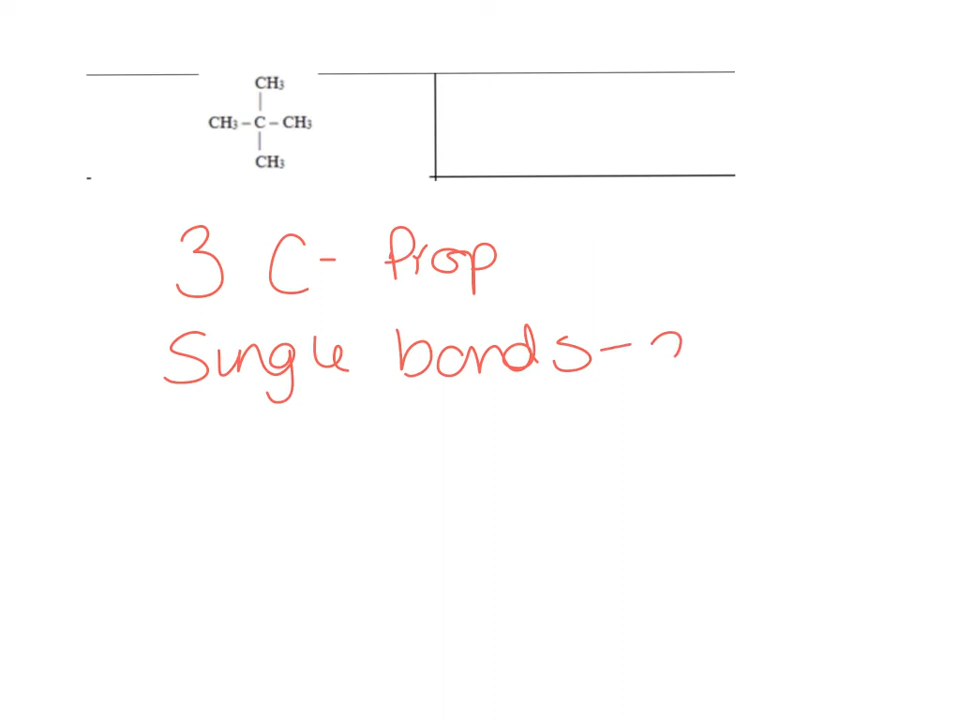 CH₃
|
CH₃ – C – CH₃
|
CH₃
3 C - Prop
Single bonds -